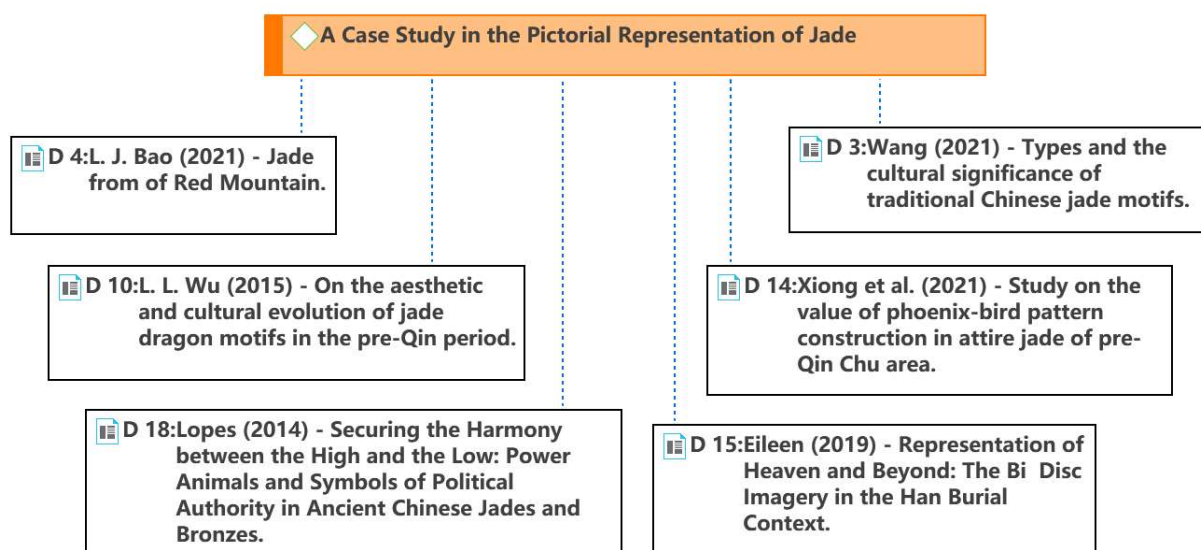 A Case Study in the Pictorial Representation of Jade
D 4:L. J. Bao (2021) - Jade
from of Red Mountain.
D 3:Wang (2021) - Types and the
cultural significance of
traditional Chinese jade motifs.
D 10:L. L. Wu (2015) - On the aesthetic
and cultural evolution of jade
dragon motifs in the pre-Qin period.
D 14:Xiong et al. (2021) - Study on the
value of phoenix-bird pattern
construction in attire jade of pre-
Qin Chu area.
D 18:Lopes (2014) - Securing the Harmony
between the High and the Low: Power
Animals and Symbols of Political
Authority in Ancient Chinese Jades and
Bronzes.
D 15:Eileen (2019) - Representation of
Heaven and Beyond: The Bi Disc
Imagery in the Han Burial
Context.